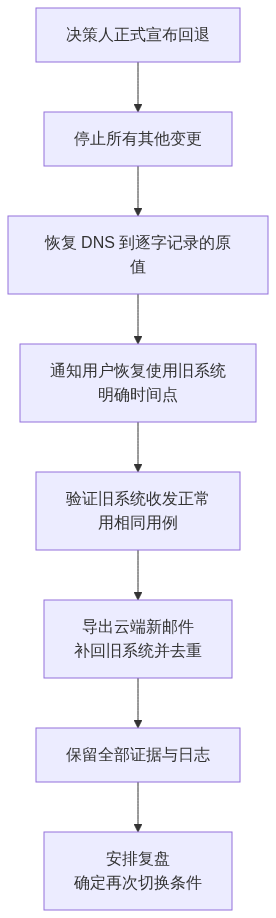 决策人正式宣布回退
停止所有其他变更
恢复 DNS 到逐字记录的原
值
通知用户恢复使用旧系统
明确时间点
验证旧系统收发正常
用相同用例
导出云端新邮件
补回旧系统并去重
保留全部证据与日志
安排复盘
确定再次切换条件